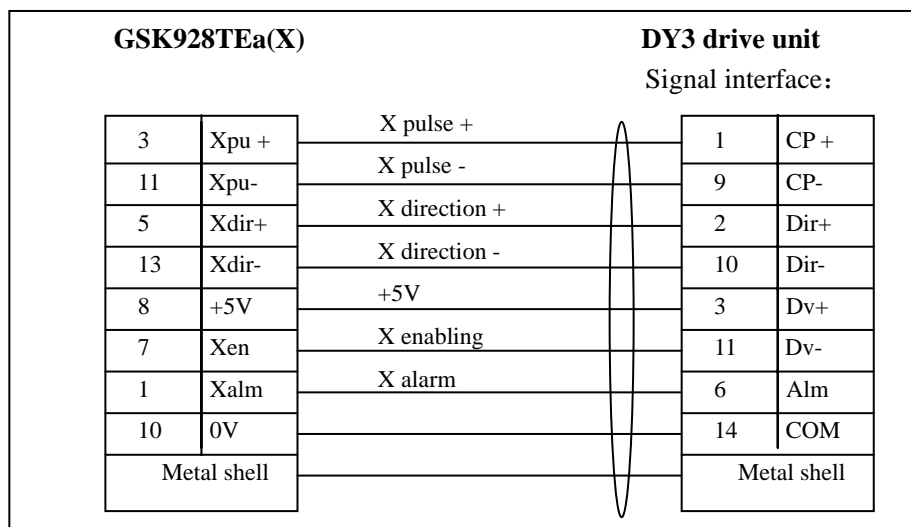 GSK928TEa(X) DY3 drive unit
Signal interface：
3 Xpu + X pulse + 1 CP +
11 Xpu- X pulse - 9 CP-
5 Xdir+ X direction + 2 Dir+
13 Xdir- X direction - 10 Dir-
8 +5V +5V 3 Dv+
7 Xen X enabling 11 Dv-
1 Xalm X alarm 6 Alm
10 0V 14 COM
Metal shell Metal shell